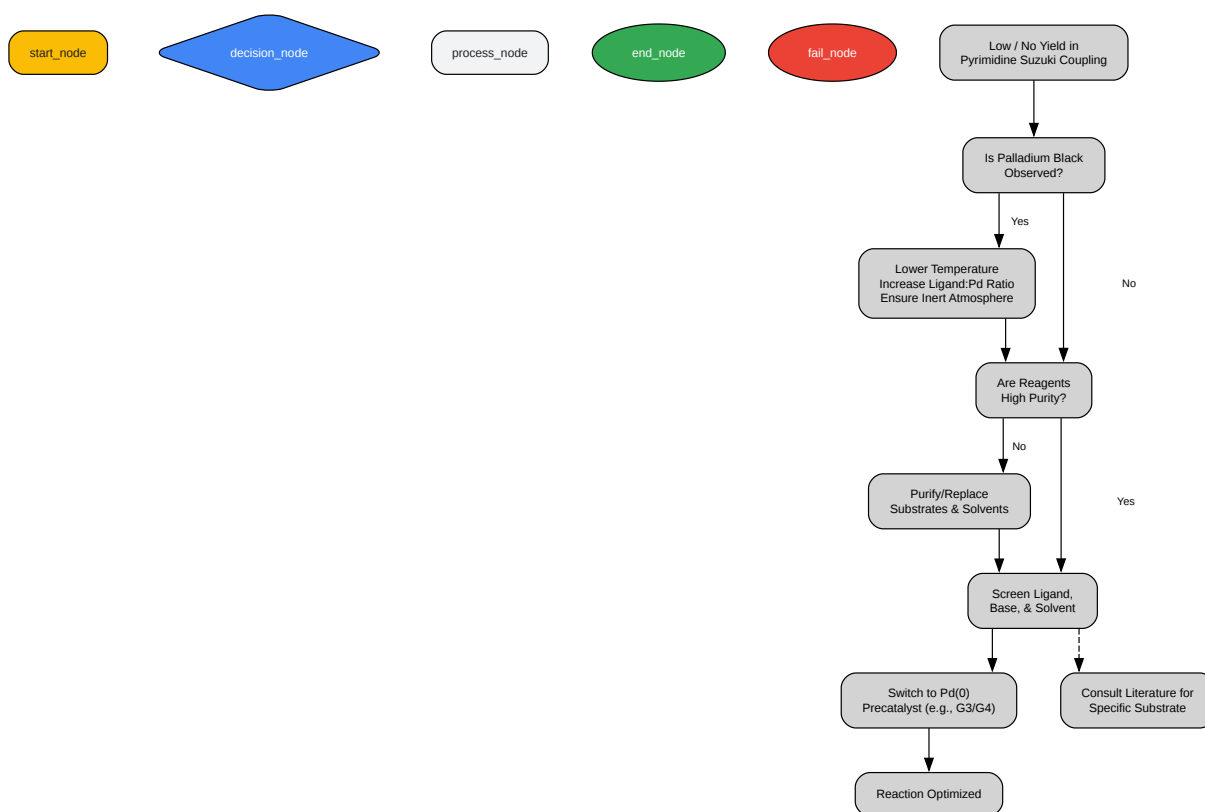 start_node
decision_node
process_node
end_node
fail_node
Low / No Yield in
Pyrimidine Suzuki Coupling
Is Palladium Black
Observed?
Yes
Lower Temperature
Increase Ligand:Pd Ratio
Ensure Inert Atmosphere
No
Are Reagents
High Purity?
No
Purify/Replace
Substrates & Solvents
Yes
Screen Ligand,
Base, & Solvent
Switch to Pd(0)
Precatalyst (e.g., G3/G4)
Consult Literature for
Specific Substrate
Reaction Optimized